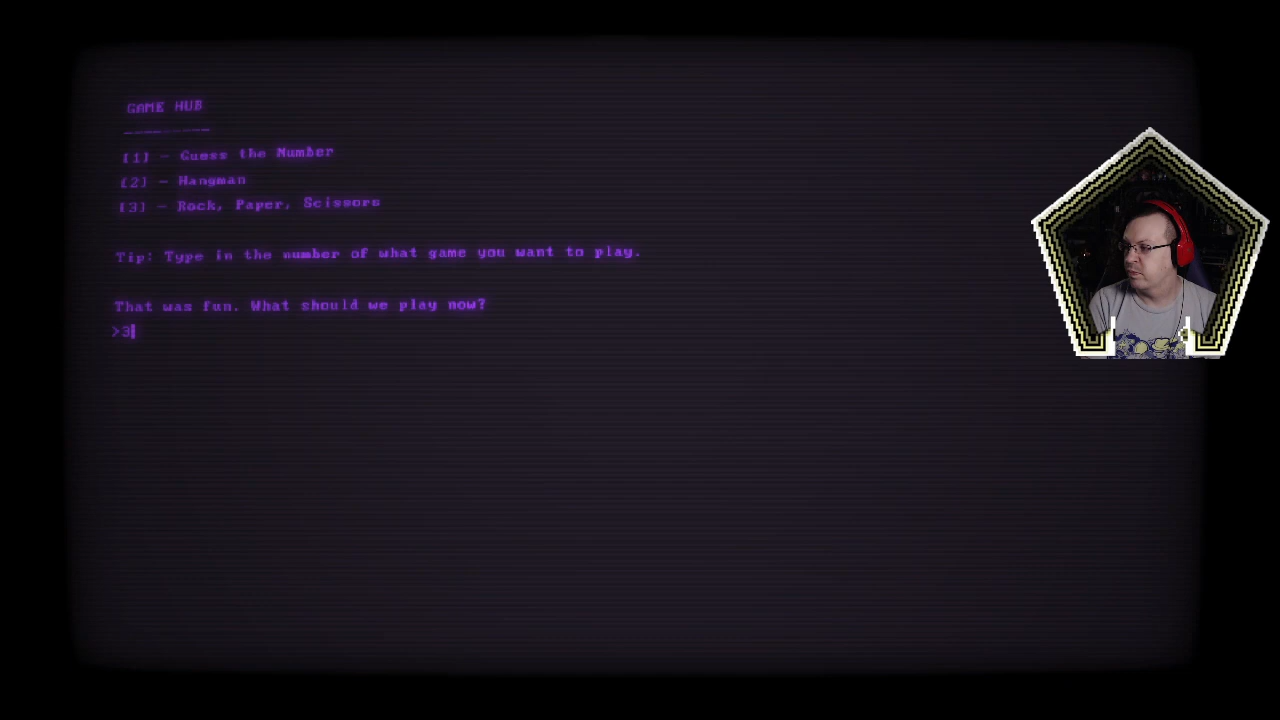 GAME HUB
----------
[1] - Guess the Number
[2] - Hangman
[3] - Rock, Paper, Scissors
Tip: Type in the number of what game you want to play.
That was fun. What should we play now?
>3